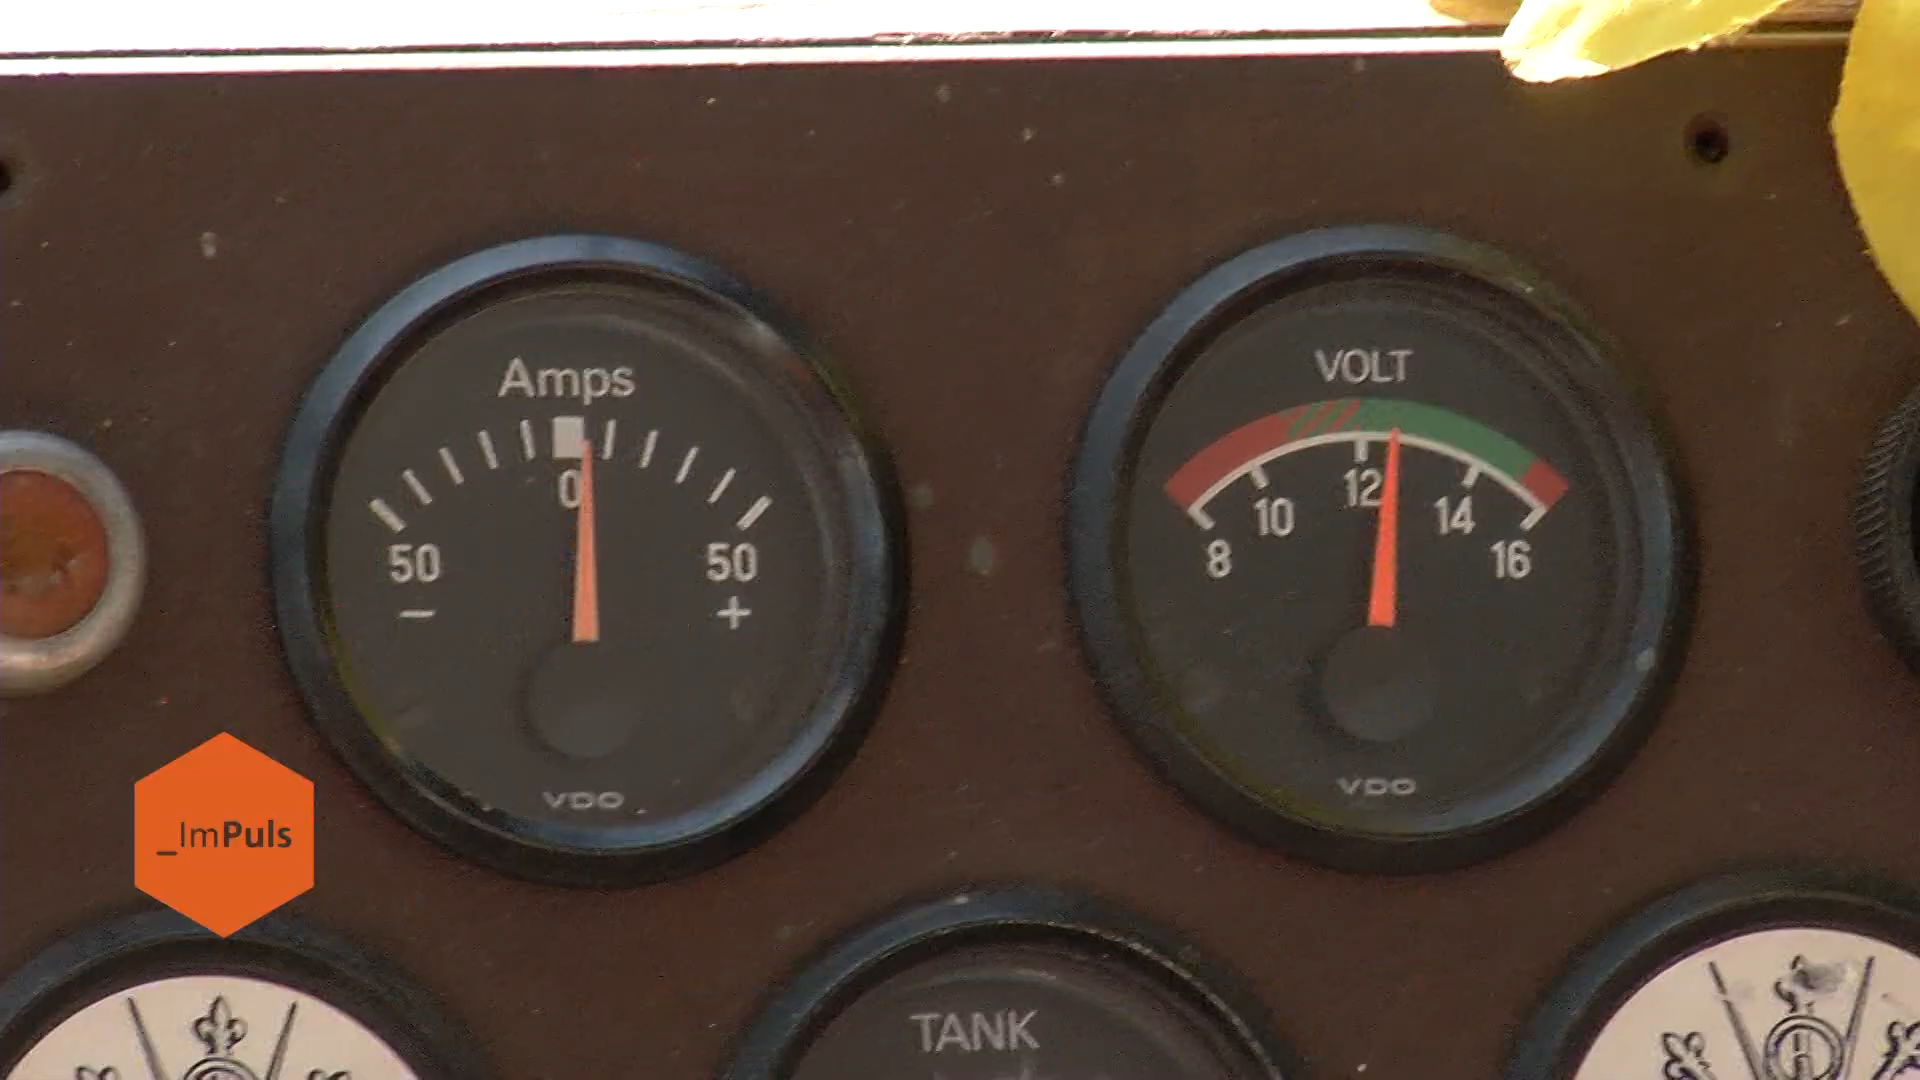 Amps
0
50 50
– +
VDO
VOLT
8 10 12 14 16
VDO
_ImPuls
TANK